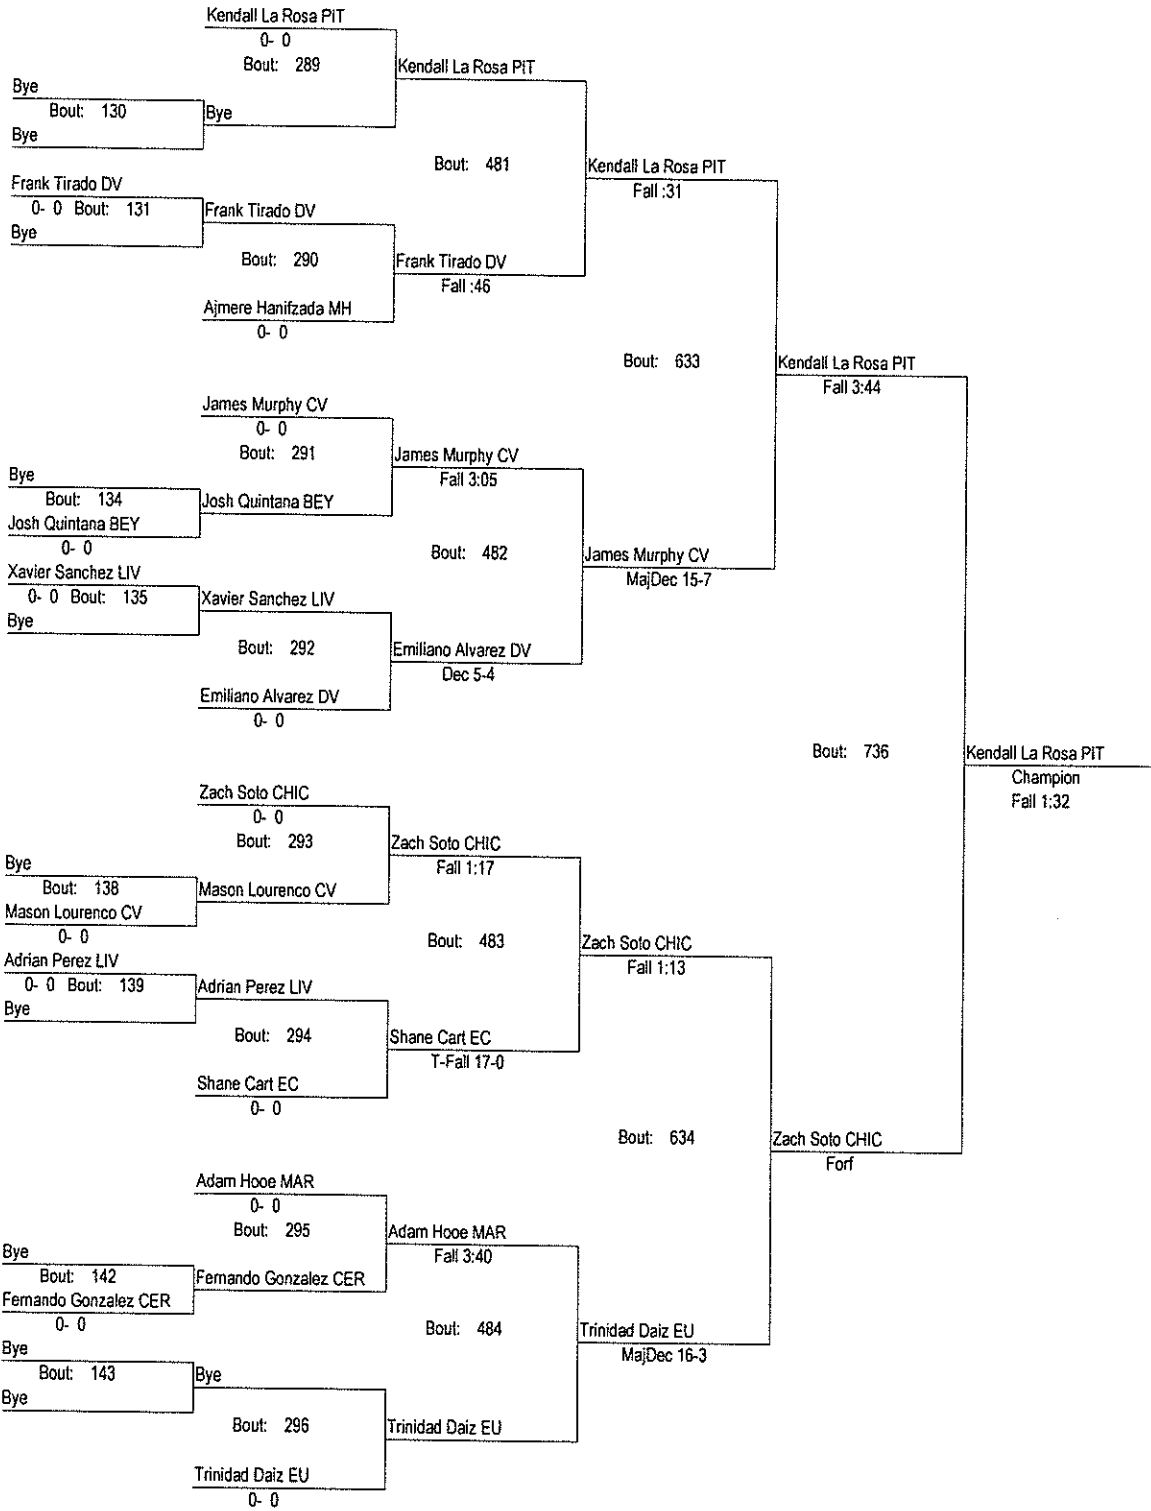 Kendall La Rosa PIT
0- 0
Bout: 289
Kendall La Rosa PIT
Bye
Bout: 130
Bye
Bye
Bout: 481
Kendall La Rosa PIT
Fall :31
Frank Tirado DV
0- 0 Bout: 131
Frank Tirado DV
Bye
Bout: 290
Frank Tirado DV
Fall :46
Ajmere Hanifzada MH
0- 0
Bout: 633
Kendall La Rosa PIT
Fall 3:44
James Murphy CV
0- 0
Bout: 291
James Murphy CV
Fall 3:05
Bye
Bout: 134
Josh Quintana BEY
Josh Quintana BEY
0- 0
Bout: 482
James Murphy CV
MajDec 15-7
Xavier Sanchez LIV
0- 0 Bout: 135
Xavier Sanchez LIV
Bye
Bout: 292
Emiliano Alvarez DV
Dec 5-4
Emiliano Alvarez DV
0- 0
Bout: 736
Kendall La Rosa PIT
Champion
Fall 1:32
Zach Soto CHIC
0- 0
Bout: 293
Zach Soto CHIC
Fall 1:17
Bye
Bout: 138
Mason Lourenco CV
Mason Lourenco CV
0- 0
Bout: 483
Zach Soto CHIC
Fall 1:13
Adrian Perez LIV
0- 0 Bout: 139
Adrian Perez LIV
Bye
Bout: 294
Shane Cart EC
T-Fall 17-0
Shane Cart EC
0- 0
Bout: 634
Zach Soto CHIC
Forf
Adam Hooe MAR
0- 0
Bout: 295
Adam Hooe MAR
Fall 3:40
Bye
Bout: 142
Fernando Gonzalez CER
Fernando Gonzalez CER
0- 0
Bout: 484
Trinidad Daiz EU
MajDec 16-3
Bye
Bout: 143
Bye
Bye
Bout: 296
Trinidad Daiz EU
Trinidad Daiz EU
0- 0